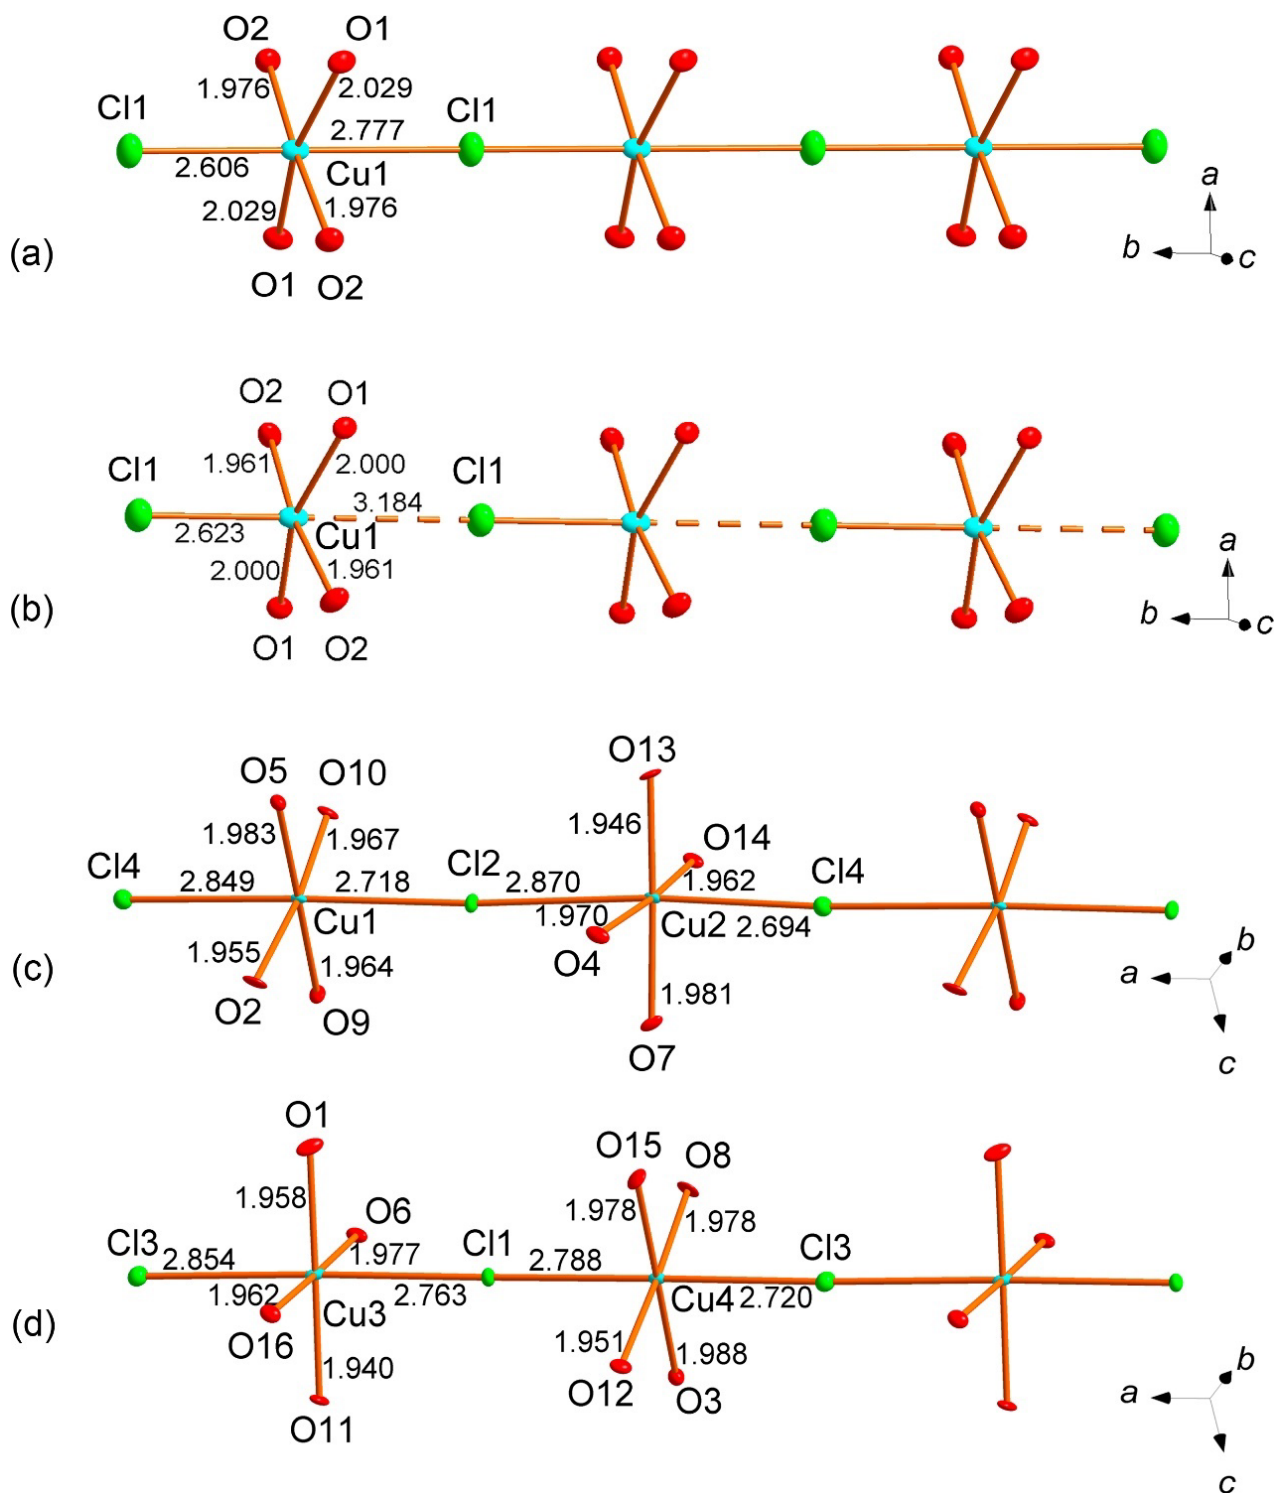 O2 O1
1.976 2.029
Cl1 2.777 Cl1
2.606 Cu1
2.029 1.976
O1 O2
(a)
a
b c
O2 O1
1.961 2.000
Cl1 3.184 Cl1
2.623 Cu1
2.000 1.961
O1 O2
(b)
a
b c
O13
O5 O10
1.983 1.967 1.946 O14
Cl4 2.849 2.718 Cl2 2.870 1.962 Cl4
Cu1 1.970 Cu2 2.694
1.955 1.964 O4 1.981
O2 O9
O7
(c)
b
a
c
O1
O15 O8
1.958 O6 1.978 1.978
Cl3 2.854 1.977 Cl1 2.788 Cl3
1.962 Cu3 2.763 Cu4 2.720
O16 1.940 1.951 1.988
O12 O3
O11
(d)
b
a
c